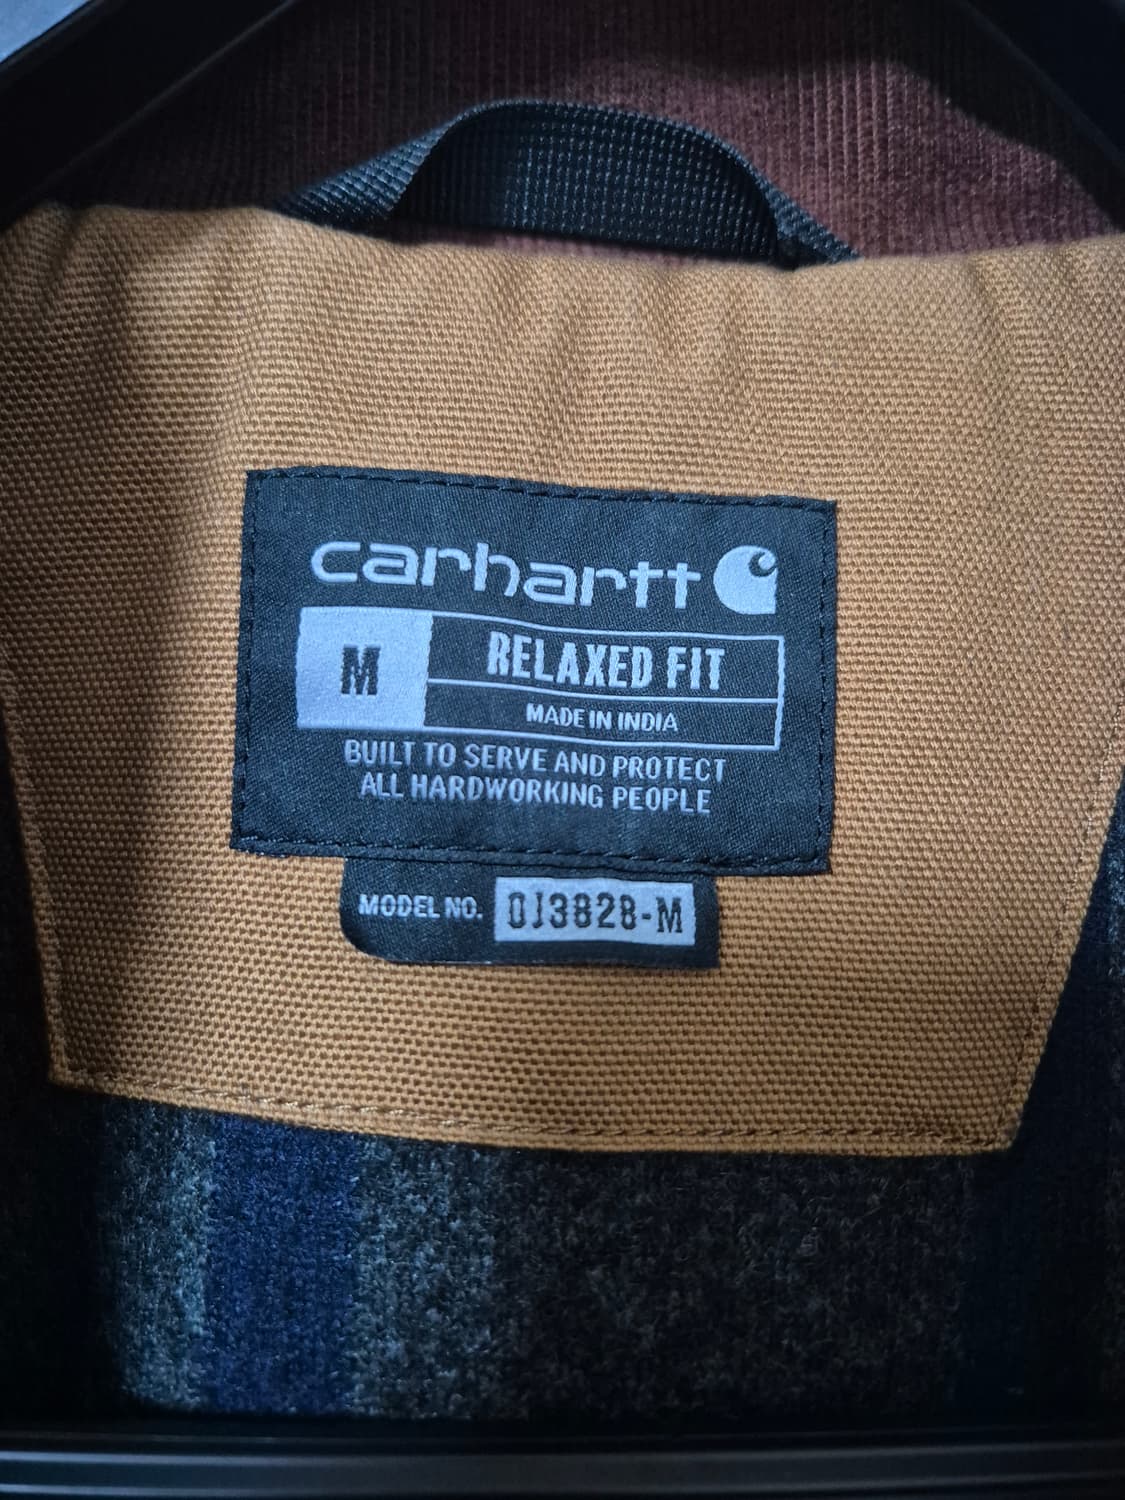 carhartt
M RELAXED FIT
MADE IN INDIA
BUILT TO SERVE AND PROTECT
ALL HARDWORKING PEOPLE
MODEL NO. OJ3828-M